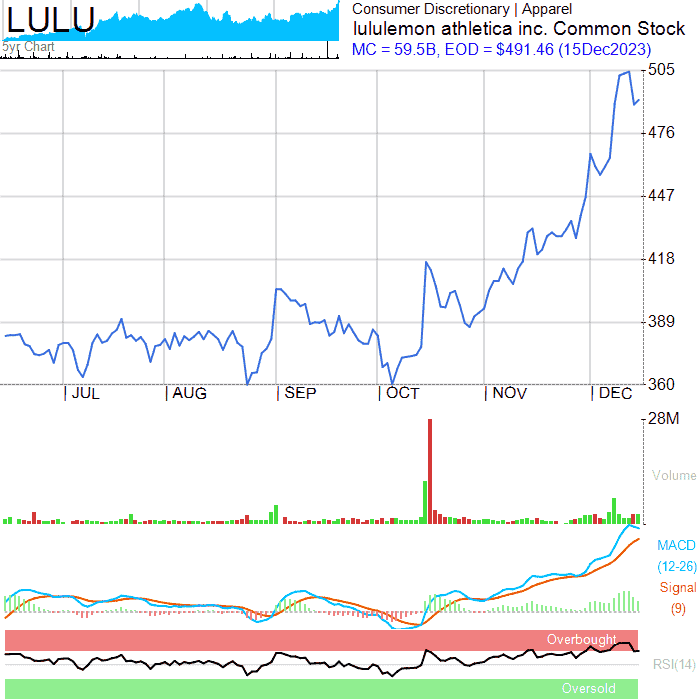 LULU
5yr Chart
Consumer Discretionary | Apparel
lululemon athletica inc. Common Stock
MC = 59.5B, EOD = $491.46 (15Dec2023)
505
476
447
418
389
360
JUL AUG SEP OCT NOV DEC
28M
Volume
MACD
(12-26)
Signal
(9)
Overbought
RSI(14)
Oversold